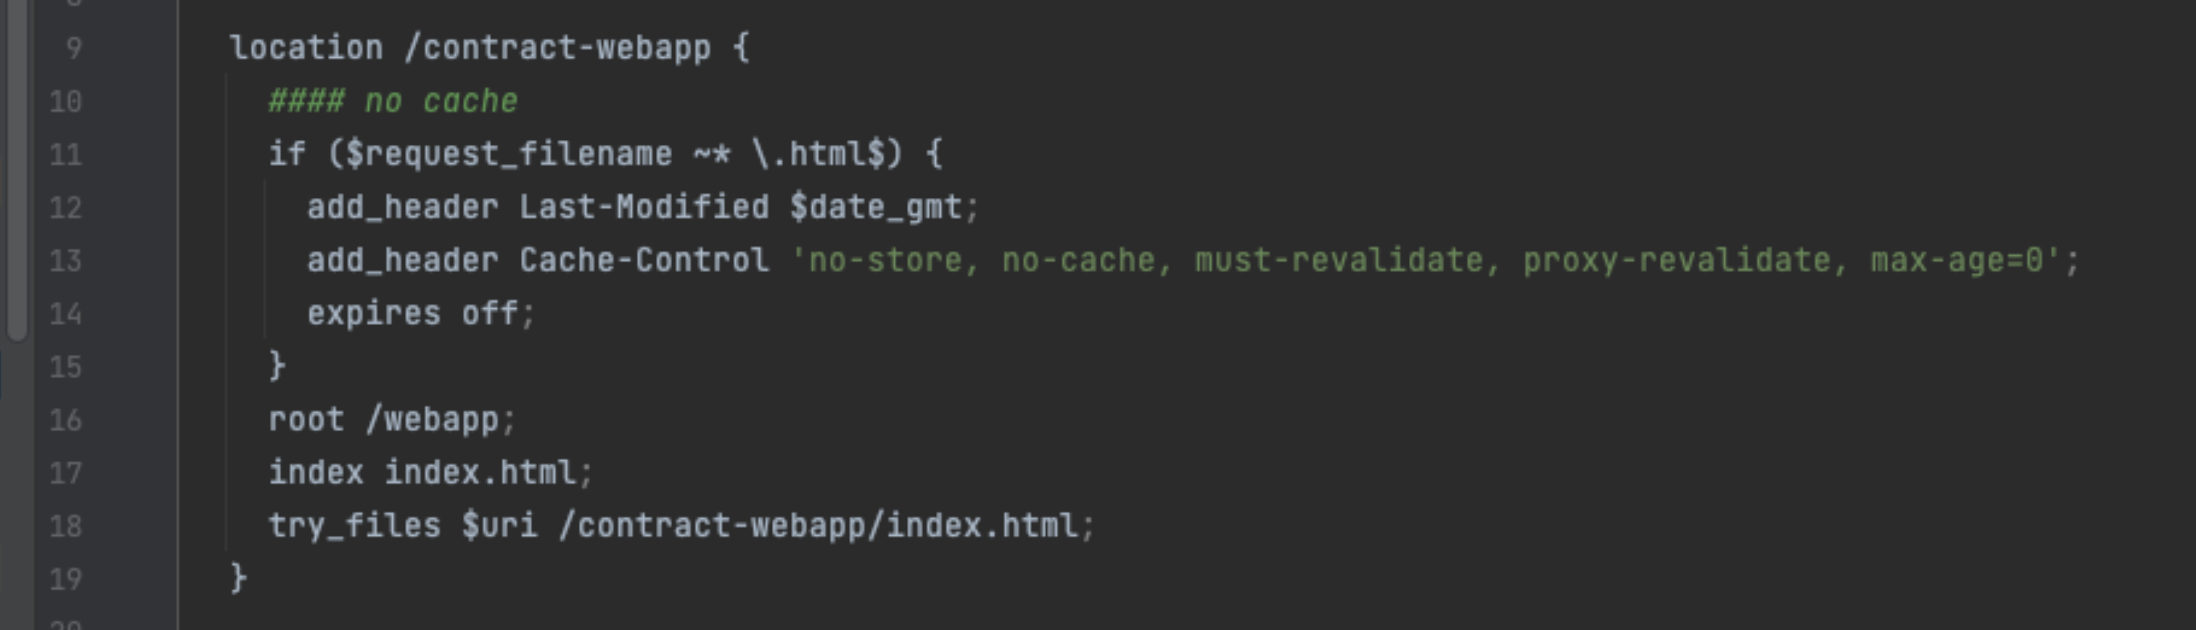 9 location /contract-webapp {
10 #### no cache
11 if ($request_filename ~* \.html$) {
12 add_header Last-Modified $date_gmt;
13 add_header Cache-Control 'no-store, no-cache, must-revalidate, proxy-revalidate, max-age=0';
14 expires off;
15 }
16 root /webapp;
17 index index.html;
18 try_files $uri /contract-webapp/index.html;
19 }